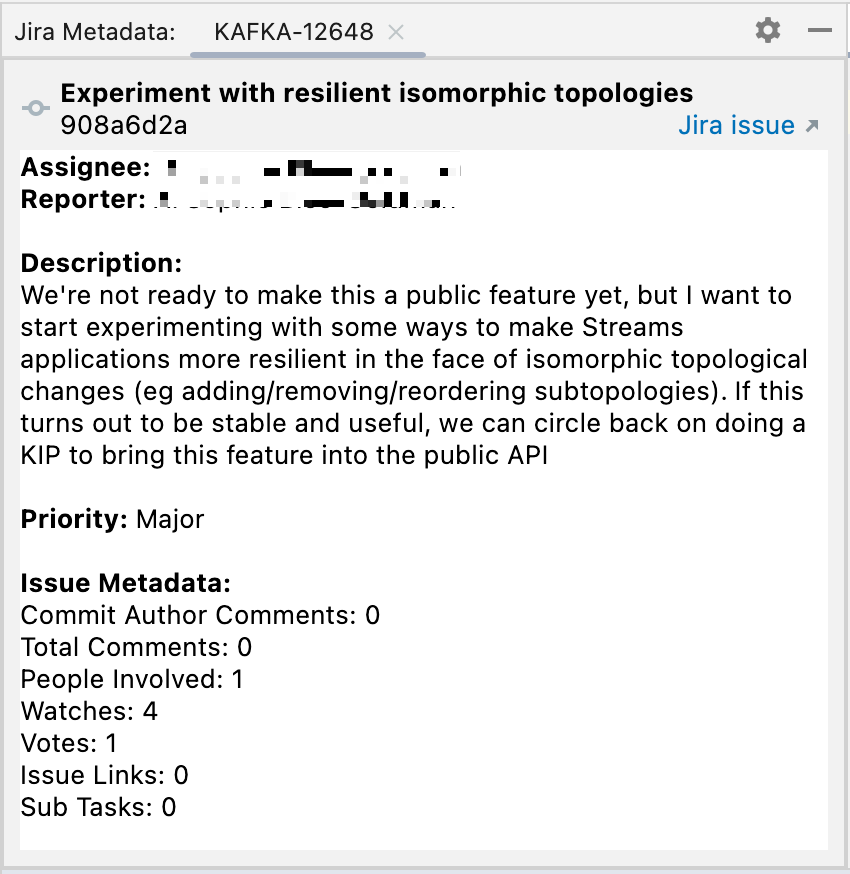 Jira Metadata: KAFKA-12648
Experiment with resilient isomorphic topologies
908a6d2a Jira issue
Assignee:
Reporter:
Description:
We're not ready to make this a public feature yet, but I want to
start experimenting with some ways to make Streams
applications more resilient in the face of isomorphic topological
changes (eg adding/removing/reordering subtopologies). If this
turns out to be stable and useful, we can circle back on doing a
KIP to bring this feature into the public API
Priority: Major
Issue Metadata:
Commit Author Comments: 0
Total Comments: 0
People Involved: 1
Watches: 4
Votes: 1
Issue Links: 0
Sub Tasks: 0